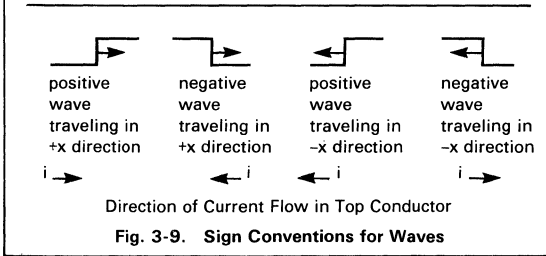 positive negative positive negative
wave wave wave wave
traveling in traveling in traveling in traveling in
+x direction +x direction –x direction –x direction
i i i i
Direction of Current Flow in Top Conductor
Fig. 3-9. Sign Conventions for Waves